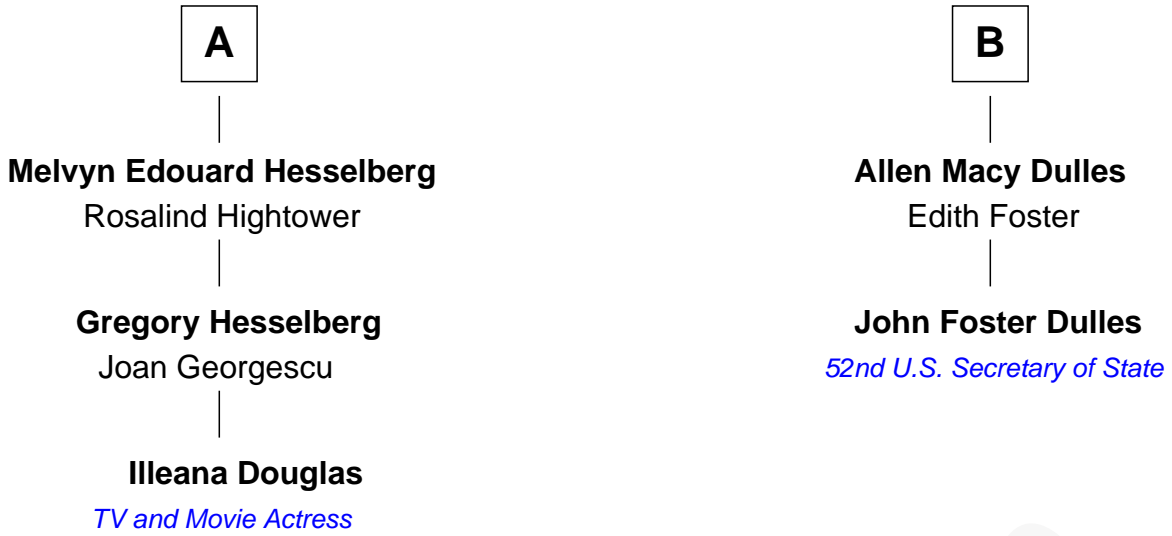 A
Melvyn Edouard Hesselberg
Rosalind Hightower
Gregory Hesselberg
Joan Georgescu
Illeana Douglas
TV and Movie Actress
B
Allen Macy Dulles
Edith Foster
John Foster Dulles
52nd U.S. Secretary of State